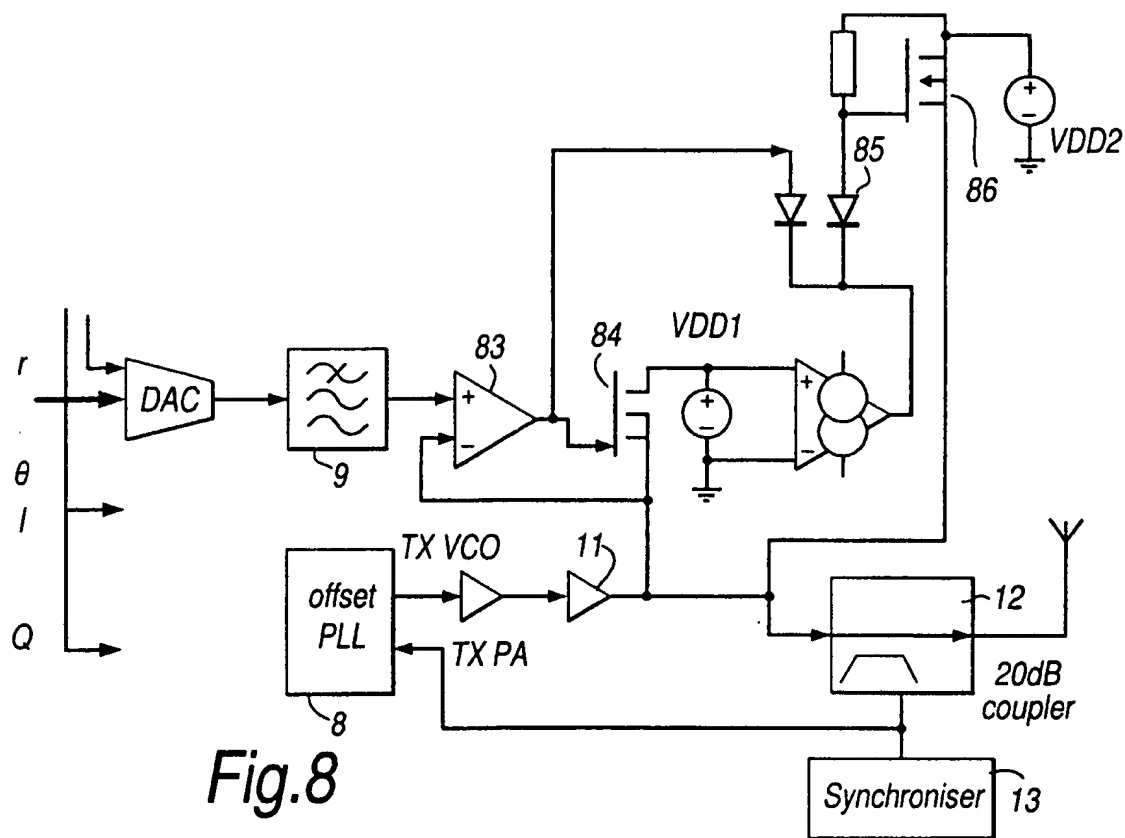 VDD2
86
85
VDD1
84
83
r
DAC
9
θ
I
Q
TX VCO
11
offset
PLL
TX PA
8
12
20dB
coupler
Synchroniser
13
Fig.8
+
-
+
-
+
-
+
-